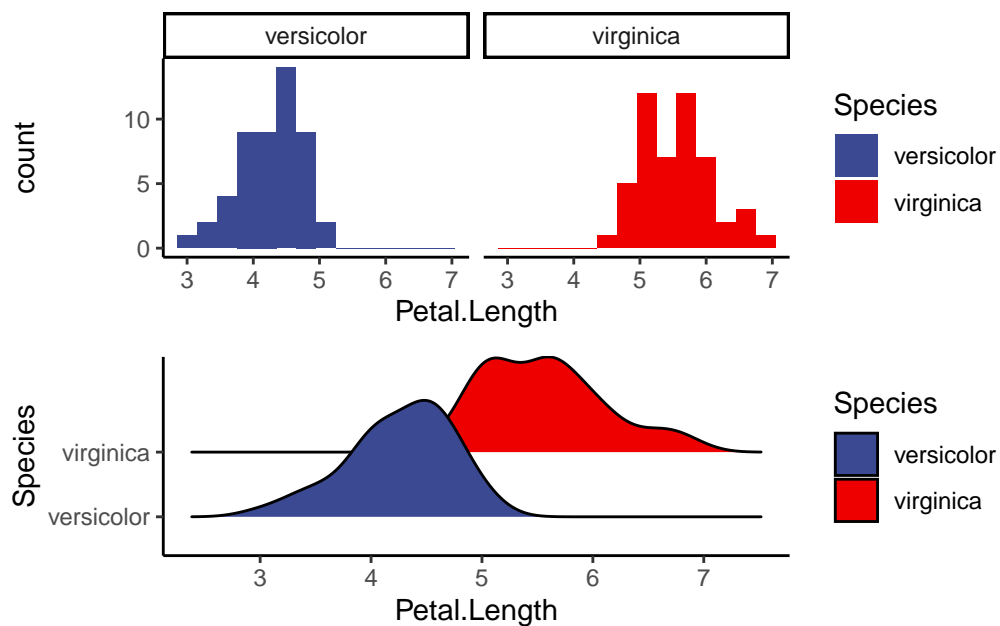 versicolor
virginica
count
10
5
0
3 4 5 6 7
3 4 5 6 7
Petal.Length
Species
versicolor
virginica
Species
virginica
versicolor
3 4 5 6 7
Petal.Length
Species
versicolor
virginica